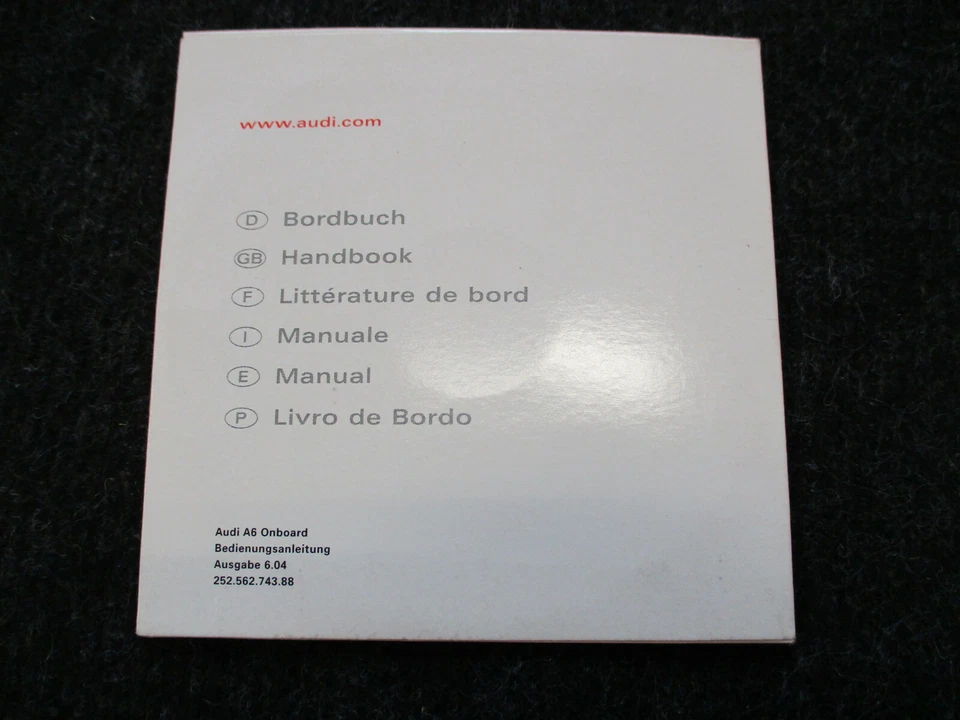 www.audi.com
D Bordbuch
GB Handbook
F Littérature de bord
I Manuale
E Manual
P Livro de Bordo
Audi A6 Onboard
Bedienungsanleitung
Ausgabe 6.04
252.562.743.88